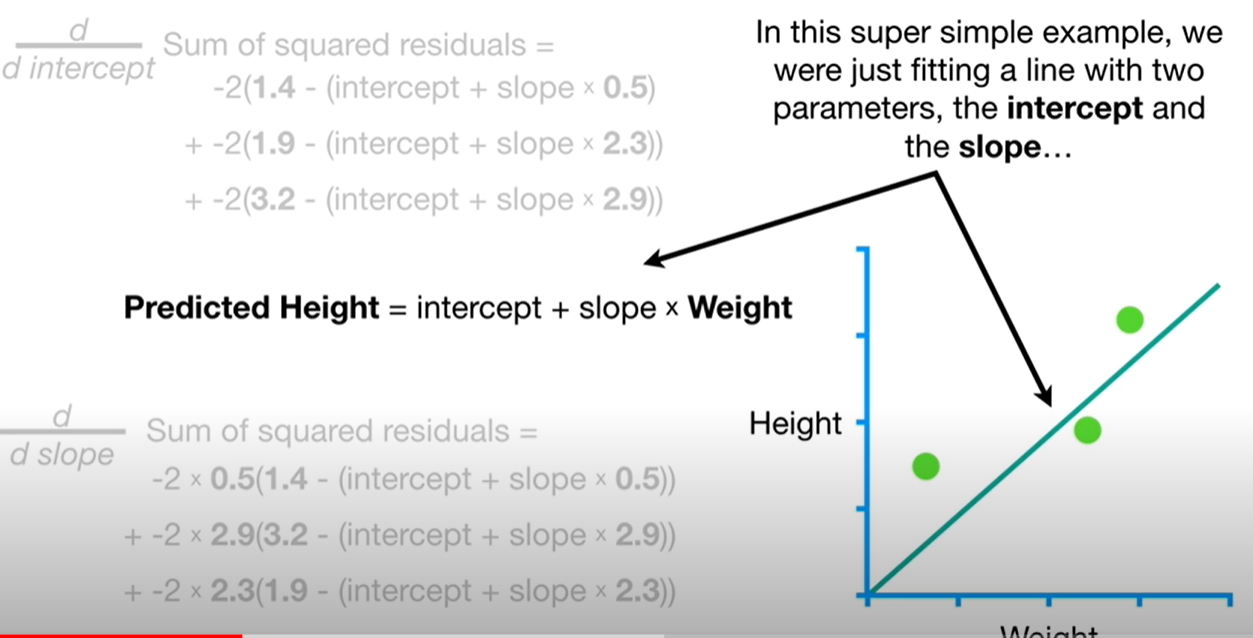 d
d intercept
Sum of squared residuals =
-2(1.4 - (intercept + slope × 0.5)
+ -2(1.9 - (intercept + slope × 2.3))
+ -2(3.2 - (intercept + slope × 2.9))
In this super simple example, we
were just fitting a line with two
parameters, the intercept and
the slope…
Predicted Height = intercept + slope × Weight
d
d slope
Sum of squared residuals =
-2 × 0.5(1.4 - (intercept + slope × 0.5))
+ -2 × 2.9(3.2 - (intercept + slope × 2.9))
+ -2 × 2.3(1.9 - (intercept + slope × 2.3))
Height
Weight